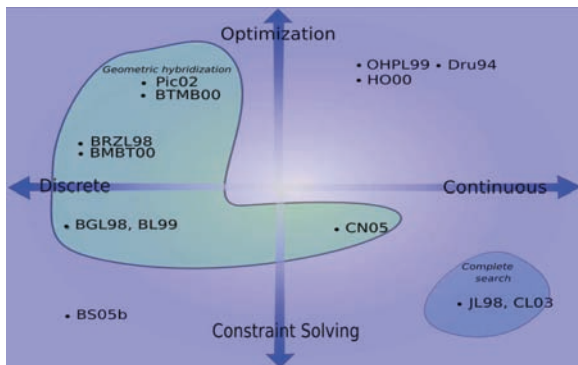 Optimization
Geometric hybridization
Pic02
BTMB00
OHPL99 Dru94
HO00
BRZL98
BMBT00
Discrete
Continuous
BGL98, BL99
CN05
Complete
search
JL98, CL03
BS05b
Constraint Solving